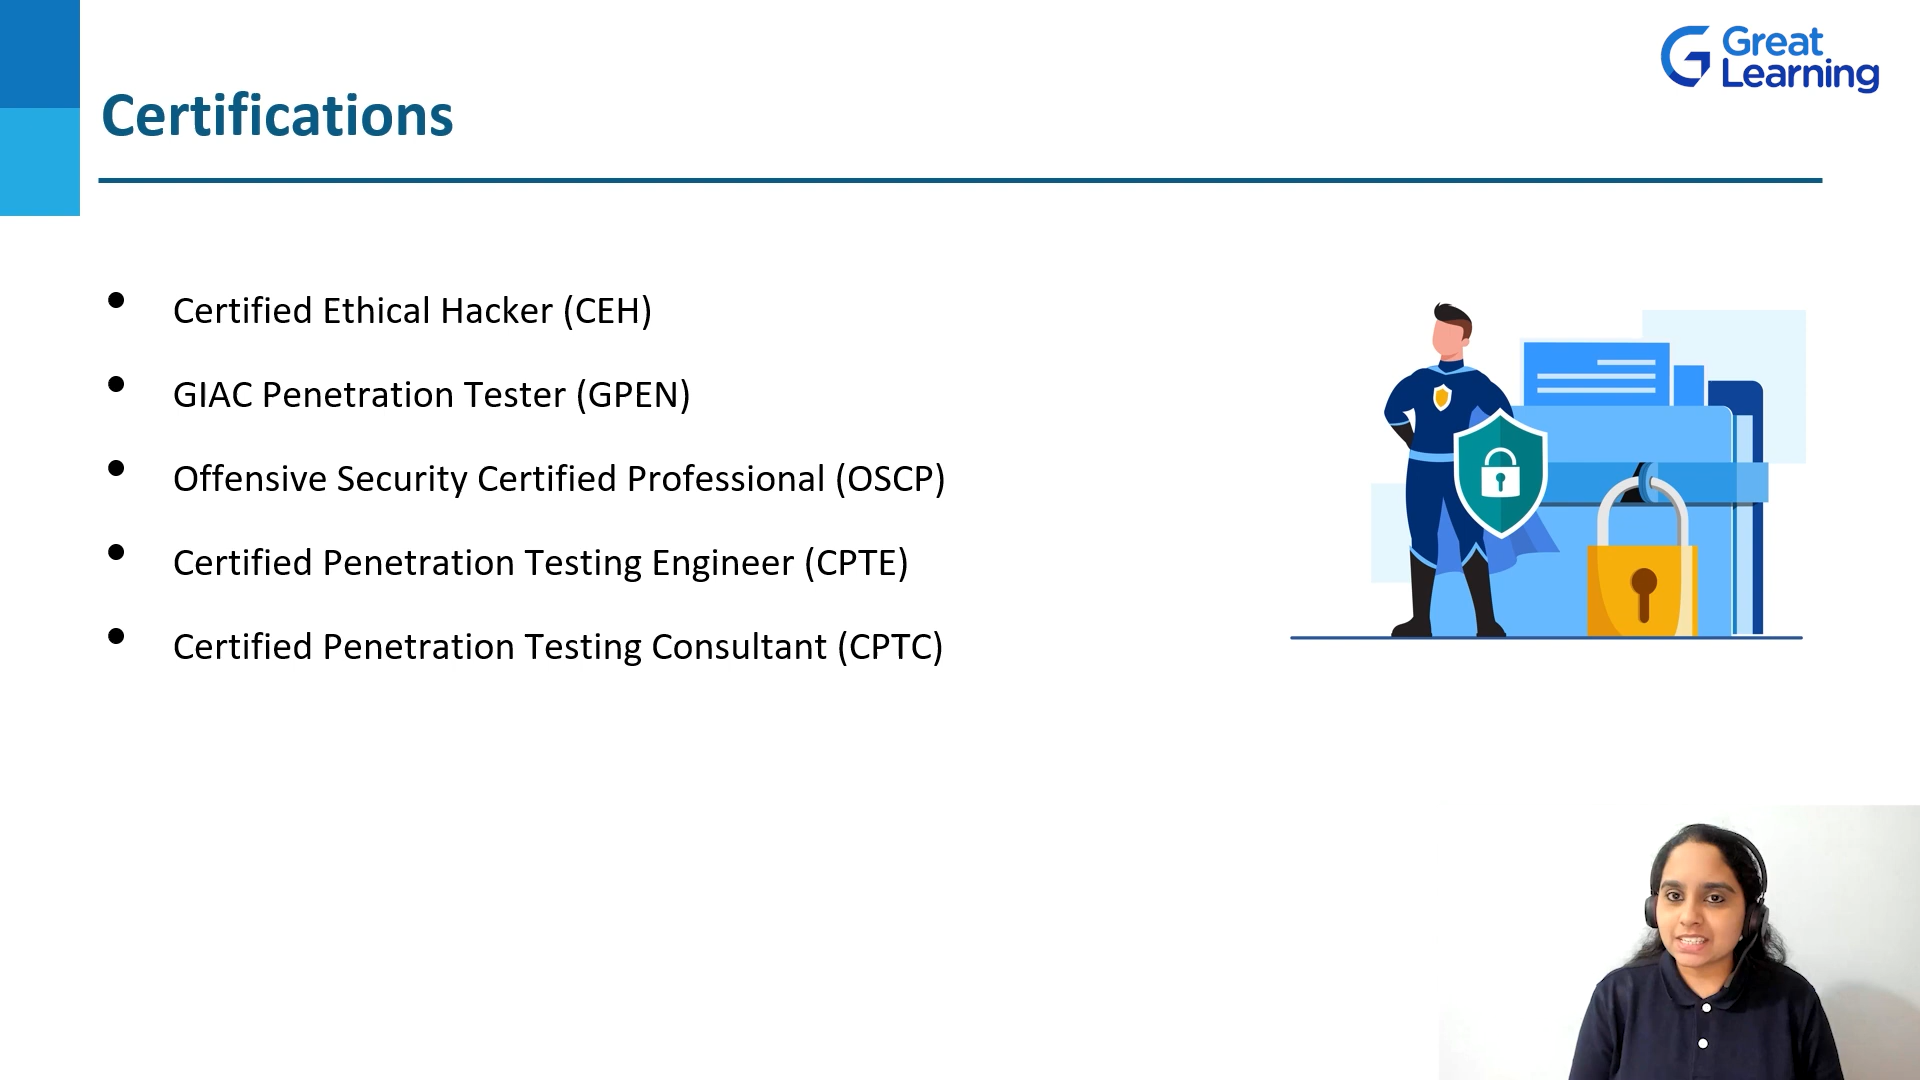 Great
Learning
Certifications
• Certified Ethical Hacker (CEH)
• GIAC Penetration Tester (GPEN)
• Offensive Security Certified Professional (OSCP)
• Certified Penetration Testing Engineer (CPTE)
• Certified Penetration Testing Consultant (CPTC)